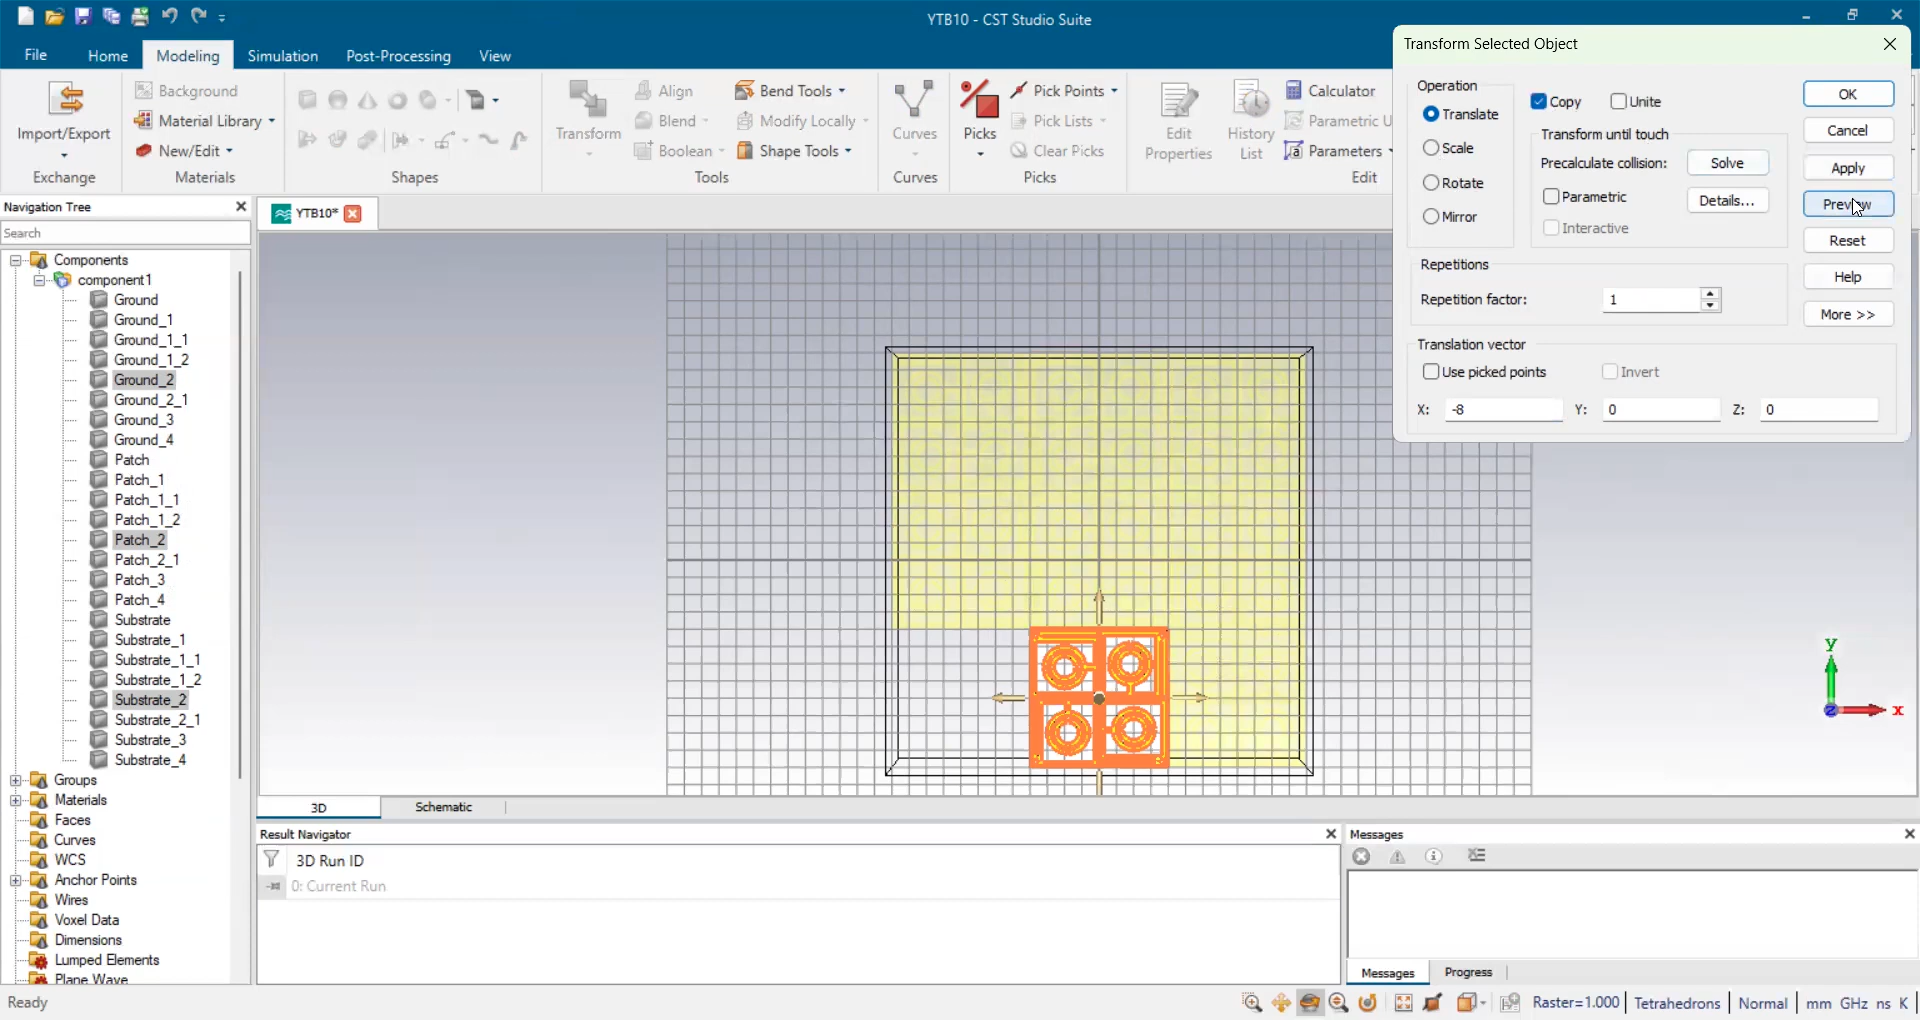 YTB10 - CST Studio Suite
File Home Modeling Simulation Post-Processing View
Import/Export
Exchange
Background
Material Library
New/Edit
Materials
Shapes
Transform
Align
Blend
Boolean
Bend Tools
Modify Locally
Shape Tools
Tools
Curves
Curves
Picks
Pick Points
Pick Lists
Clear Picks
Picks
Edit
Properties
History
List
Calculator
Parametric U
Parameters
Edit
Transform Selected Object
Operation
Translate
Scale
Rotate
Mirror
Copy Unite
Transform until touch
Precalculate collision: Solve
Parametric Details...
Interactive
OK
Cancel
Apply
Preview
Reset
Help
More >>
Repetitions
Repetition factor: 1
Translation vector
Use picked points Invert
X: -8 Y: 0 Z: 0
Navigation Tree
Search
YTB10*
Components
component1
Ground
Ground_1
Ground_1_1
Ground_1_2
Ground_2
Ground_2_1
Ground_3
Ground_4
Patch
Patch_1
Patch_1_1
Patch_1_2
Patch_2
Patch_2_1
Patch_3
Patch_4
Substrate
Substrate_1
Substrate_1_1
Substrate_1_2
Substrate_2
Substrate_2_1
Substrate_3
Substrate_4
Groups
Materials
Faces
Curves
WCS
Anchor Points
Wires
Voxel Data
Dimensions
Lumped Elements
Plane Wave
y
z
x
3D Schematic
Result Navigator
3D Run ID
0: Current Run
Messages
Messages Progress
Ready
Raster=1.000 Tetrahedrons Normal mm GHz ns K